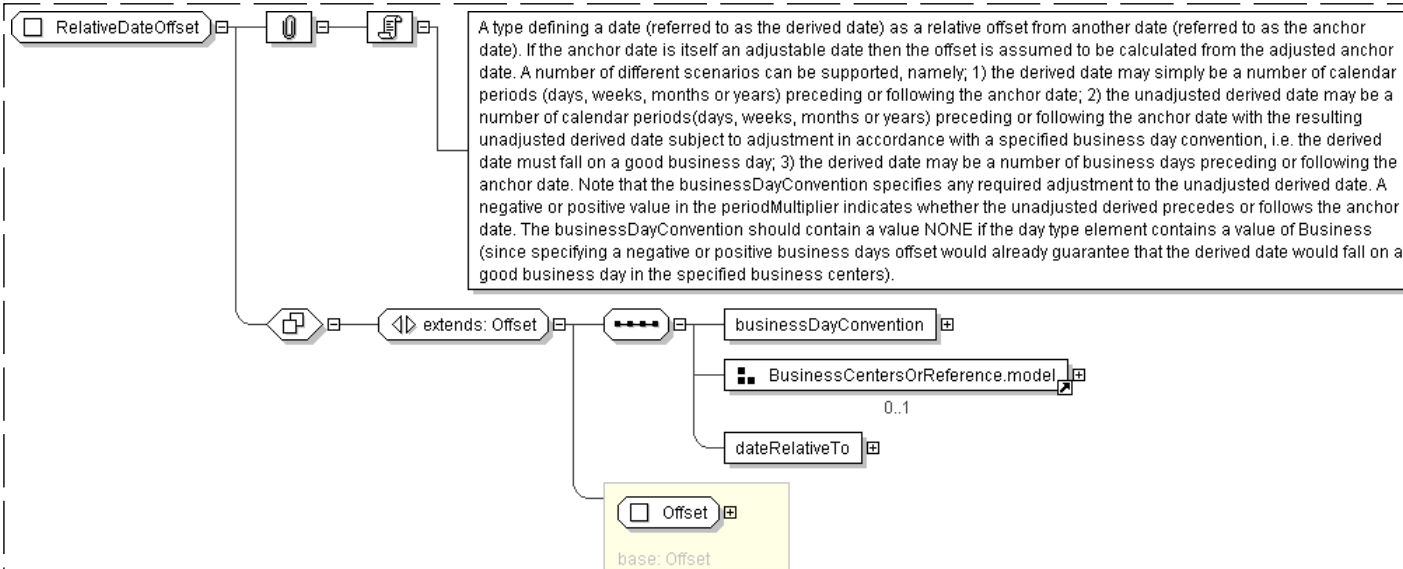 RelativeDateOffset
A type defining a date (referred to as the derived date) as a relative offset from another date (referred to as the anchor
date). If the anchor date is itself an adjustable date then the offset is assumed to be calculated from the adjusted anchor
date. A number of different scenarios can be supported, namely; 1) the derived date may simply be a number of calendar
periods (days, weeks, months or years) preceding or following the anchor date; 2) the unadjusted derived date may be a
number of calendar periods(days, weeks, months or years) preceding or following the anchor date with the resulting
unadjusted derived date subject to adjustment in accordance with a specified business day convention, i.e. the derived
date must fall on a good business day; 3) the derived date may be a number of business days preceding or following the
anchor date. Note that the businessDayConvention specifies any required adjustment to the unadjusted derived date. A
negative or positive value in the periodMultiplier indicates whether the unadjusted derived precedes or follows the anchor
date. The businessDayConvention should contain a value NONE if the day type element contains a value of Business
(since specifying a negative or positive business days offset would already guarantee that the derived date would fall on a
good business day in the specified business centers).
extends: Offset
businessDayConvention
BusinessCentersOrReference.model
0..1
dateRelativeTo
Offset
base: Offset